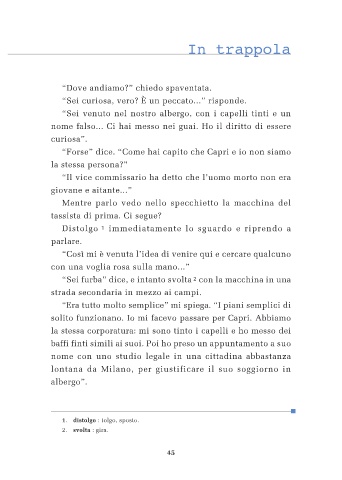 In trappola
“Dove andiamo?” chiedo spaventata.
“Sei curiosa, vero? È un peccato...” risponde.
“Sei venuto nel nostro albergo, con i capelli tinti e un
nome falso... Ci hai messo nei guai. Ho il diritto di essere
curiosa”.
“Forse” dice. “Come hai capito che Capri e io non siamo
la stessa persona?”
“Il vice commissario ha detto che l’uomo morto non era
giovane e aitante...”
Mentre parlo vedo nello specchietto la macchina del
tassista di prima. Ci segue?
Distolgo 1 immediatamente lo sguardo e riprendo a
parlare.
“Così mi è venuta l’idea di venire qui e cercare qualcuno
con una voglia rosa sulla mano...”
“Sei furba” dice, e intanto svolta 2 con la macchina in una
strada secondaria in mezzo ai campi.
“Era tutto molto semplice” mi spiega. “I piani semplici di
solito funzionano. Io mi facevo passare per Capri. Abbiamo
la stessa corporatura: mi sono tinto i capelli e ho messo dei
baffi finti simili ai suoi. Poi ho preso un appuntamento a suo
nome con uno studio legale in una cittadina abbastanza
lontana da Milano, per giustificare il suo soggiorno in
albergo”.
1. distolgo : tolgo, sposto.
2. svolta : gira.
45